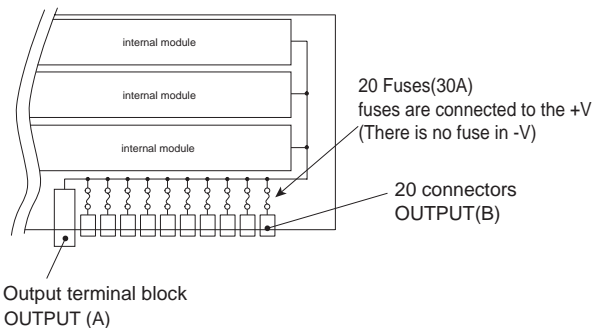 internal module
internal module
internal module
20 Fuses(30A)
fuses are connected to the +V
(There is no fuse in -V)
20 connectors
OUTPUT(B)
Output terminal block
OUTPUT (A)